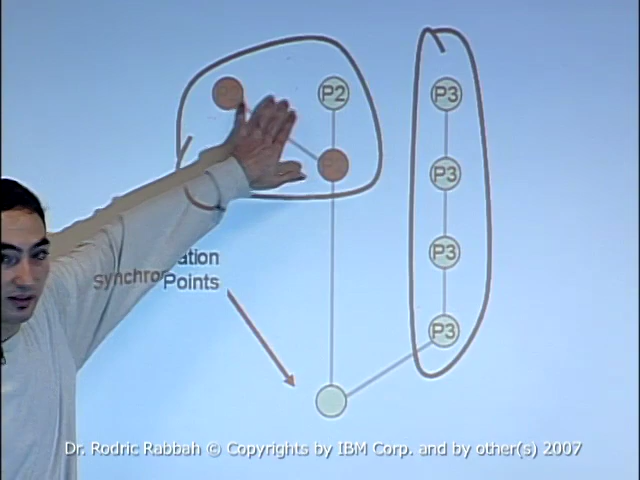 P2
P3
P3
P3
P3
Points
Dr. Rodric Rabbah © Copyrights by IBM Corp. and by other(s) 2007